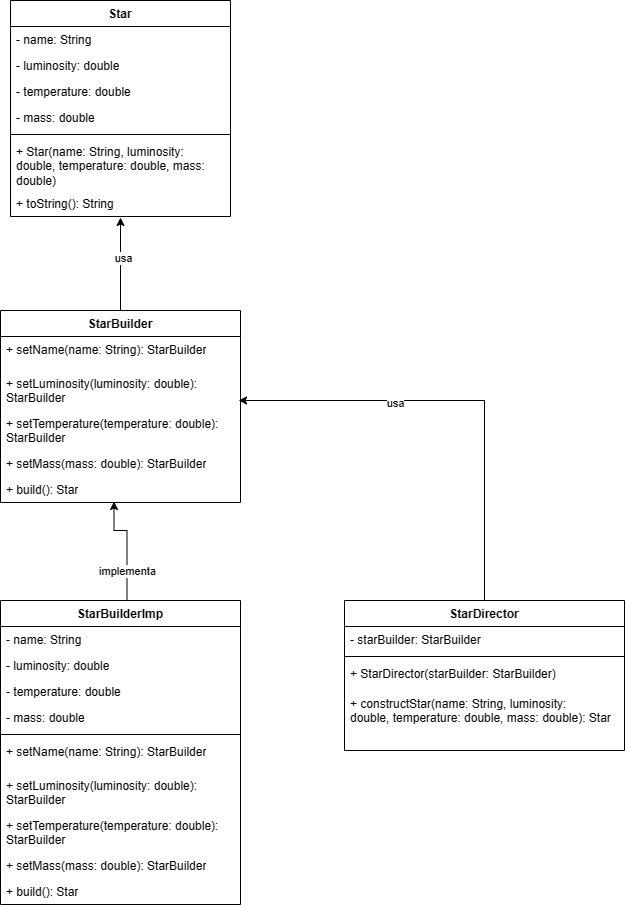 Star
- name: String
- luminosity: double
- temperature: double
- mass: double
+ Star(name: String, luminosity:
double, temperature: double, mass:
double)
+ toString(): String
usa
StarBuilder
+ setName(name: String): StarBuilder
+ setLuminosity(luminosity: double):
StarBuilder
+ setTemperature(temperature: double):
StarBuilder
+ setMass(mass: double): StarBuilder
+ build(): Star
usa
implementa
StarBuilderImp
- name: String
- luminosity: double
- temperature: double
- mass: double
+ setName(name: String): StarBuilder
+ setLuminosity(luminosity: double):
StarBuilder
+ setTemperature(temperature: double):
StarBuilder
+ setMass(mass: double): StarBuilder
+ build(): Star
StarDirector
- starBuilder: StarBuilder
+ StarDirector(starBuilder: StarBuilder)
+ constructStar(name: String, luminosity:
double, temperature: double, mass: double): Star